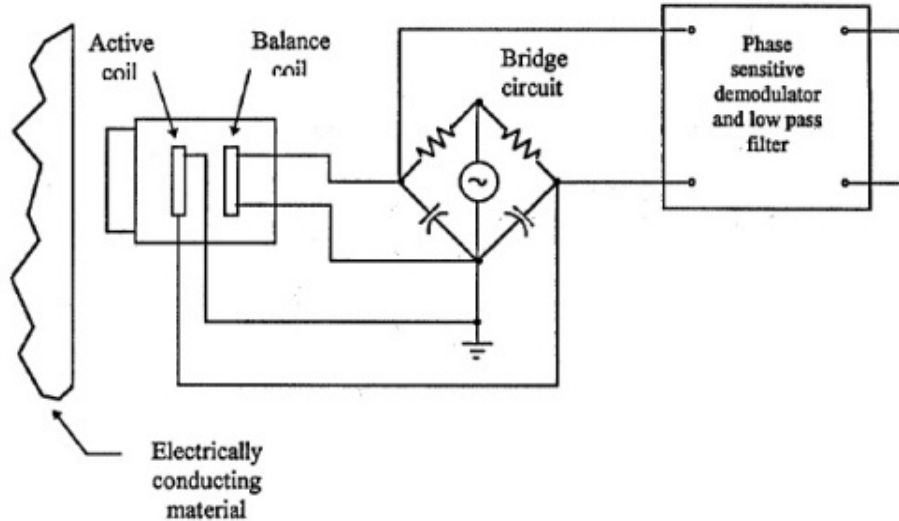 Active
coil
Balance
coil
Bridge
circuit
Phase
sensitive
demodulator
and low pass
filter
~
Electrically
conducting
material